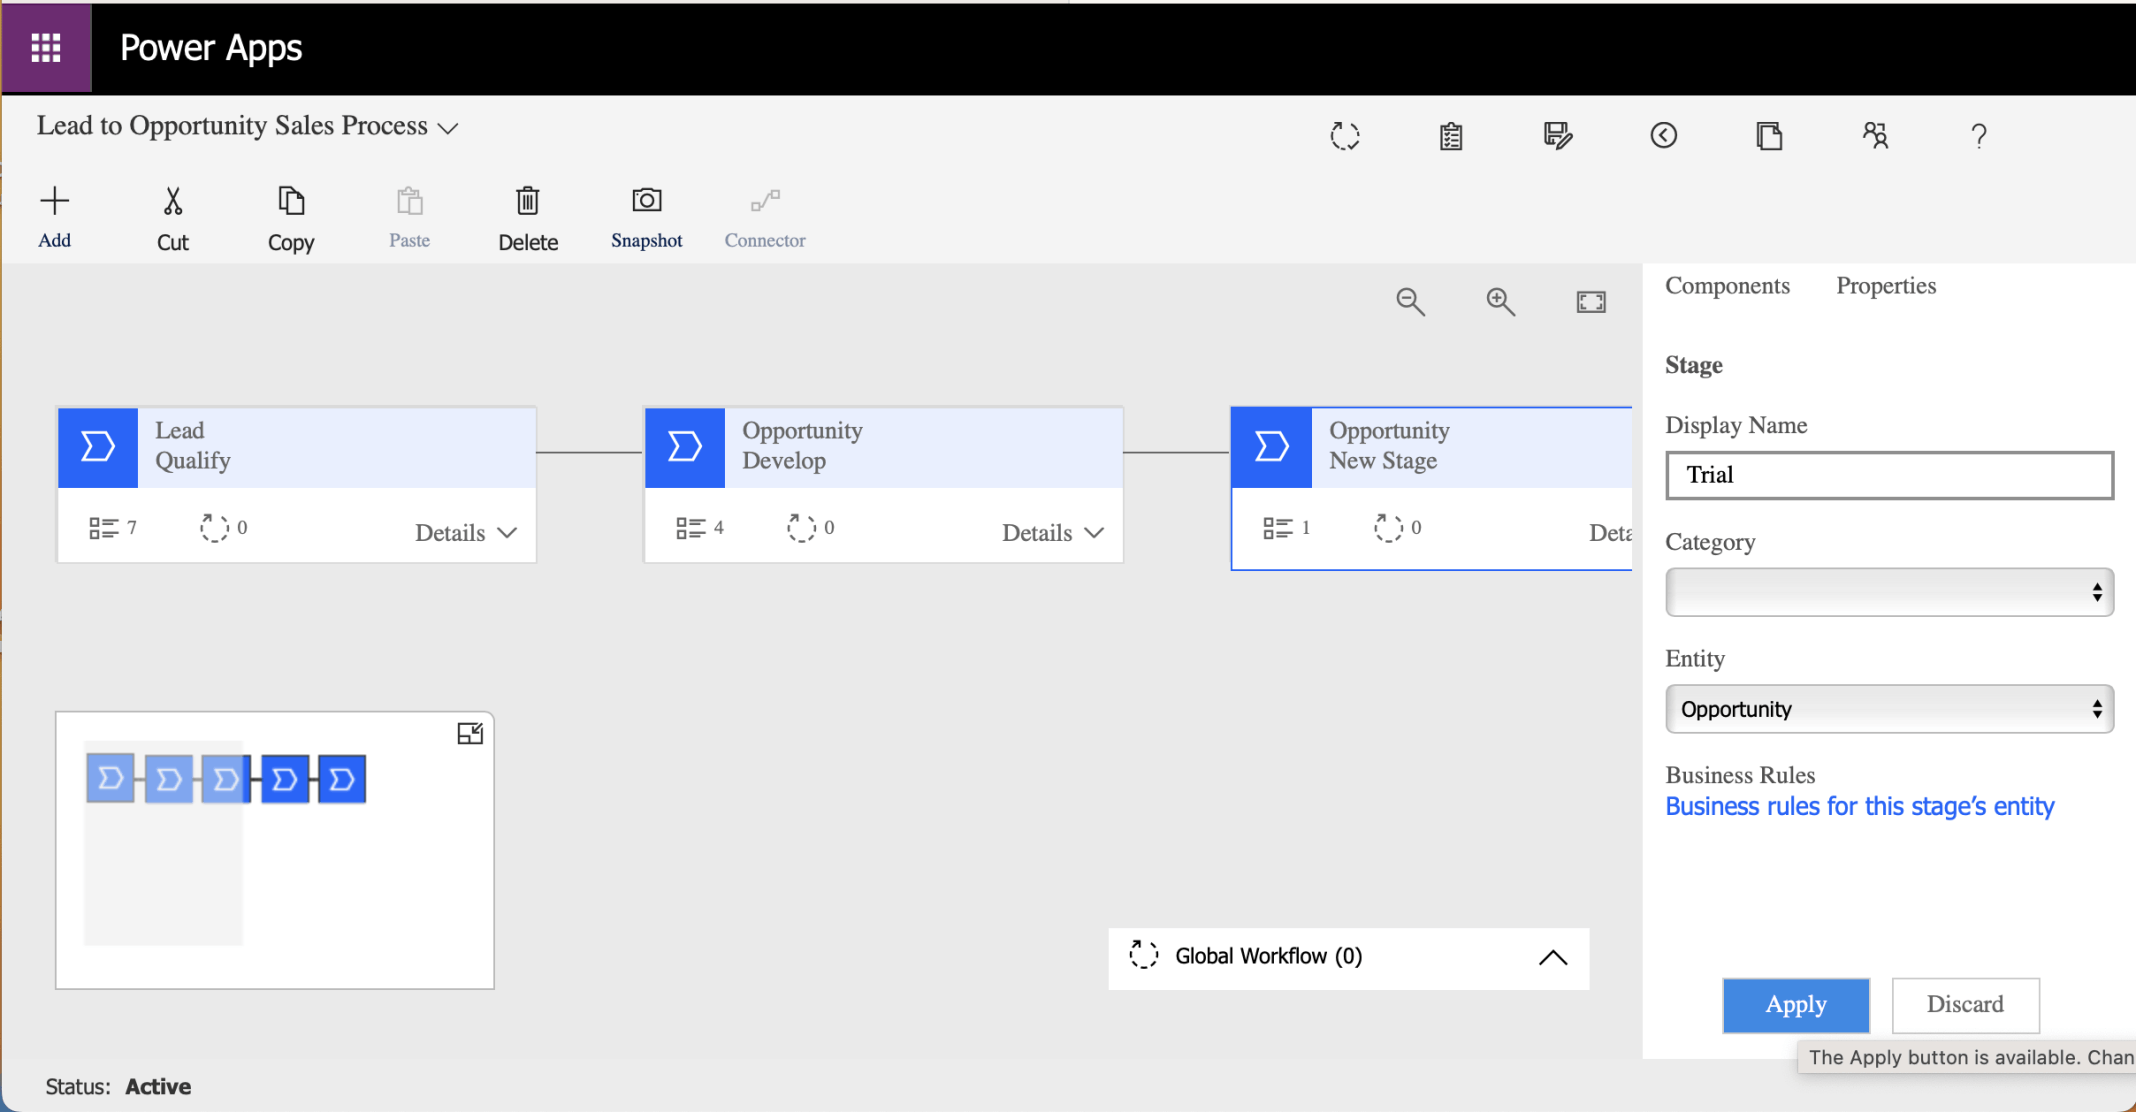 Power Apps
Lead to Opportunity Sales Process
Add
Cut
Copy
Paste
Delete
Snapshot
Connector
Components
Properties
Stage
Display Name
Trial
Category
Entity
Opportunity
Business Rules
Business rules for this stage’s entity
Lead
Qualify
7
0
Details
Opportunity
Develop
4
0
Details
Opportunity
New Stage
1
0
Deta
Global Workflow (0)
Apply
Discard
The Apply button is available. Chan
Status: Active